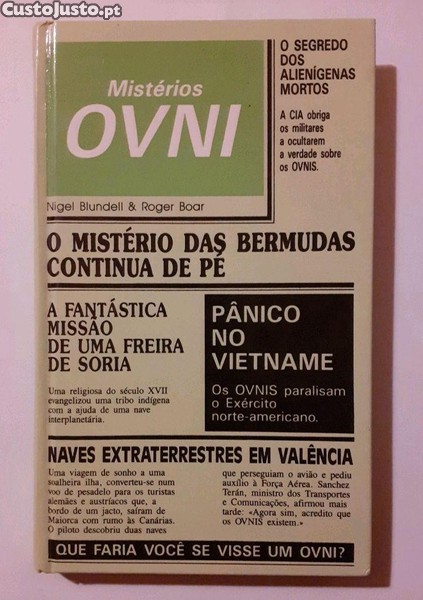 CustoJusto.pt
Mistérios
OVNI
Nigel Blundell & Roger Boar
O SEGREDO
DOS
ALIENÍGENAS
MORTOS
A CIA obriga
os militares
a ocultarem
a verdade sobre
os OVNIS.
O MISTÉRIO DAS BERMUDAS
CONTINUA DE PÉ
A FANTÁSTICA
MISSÃO
DE UMA FREIRA
DE SORIA
Uma religiosa do século XVII
evangelizou uma tribo indígena
com a ajuda de uma nave
interplanetária.
PÂNICO
NO
VIETNAME
Os OVNIS paralisam
o Exército
norte-americano.
NAVES EXTRATERRESTRES EM VALÊNCIA
Uma viagem de sonho a uma
soalheira ilha, converteu-se num
voo de pesadelo para os turistas
alemães e austríacos que, a
bordo de um jacto, saíram de
Maiorca com rumo às Canárias.
O piloto descobriu duas naves
que perseguiam o avião e pediu
auxílio à Força Aérea. Sanchez
Terán, ministro dos Transportes
e Comunicações, afirmou mais
tarde: «Agora sim, acredito que
os OVNIS existem.»
QUE FARIA VOCÊ SE VISSE UM OVNI?